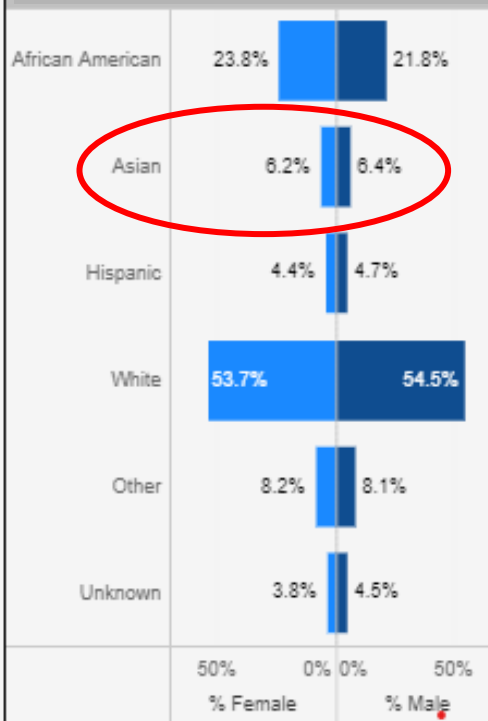 African American 23.8% 21.8%
Asian 6.2% 6.4%
Hispanic 4.4% 4.7%
White 53.7% 54.5%
Other 8.2% 8.1%
Unknown 3.8% 4.5%
50% 0% 0% 50%
% Female % Male